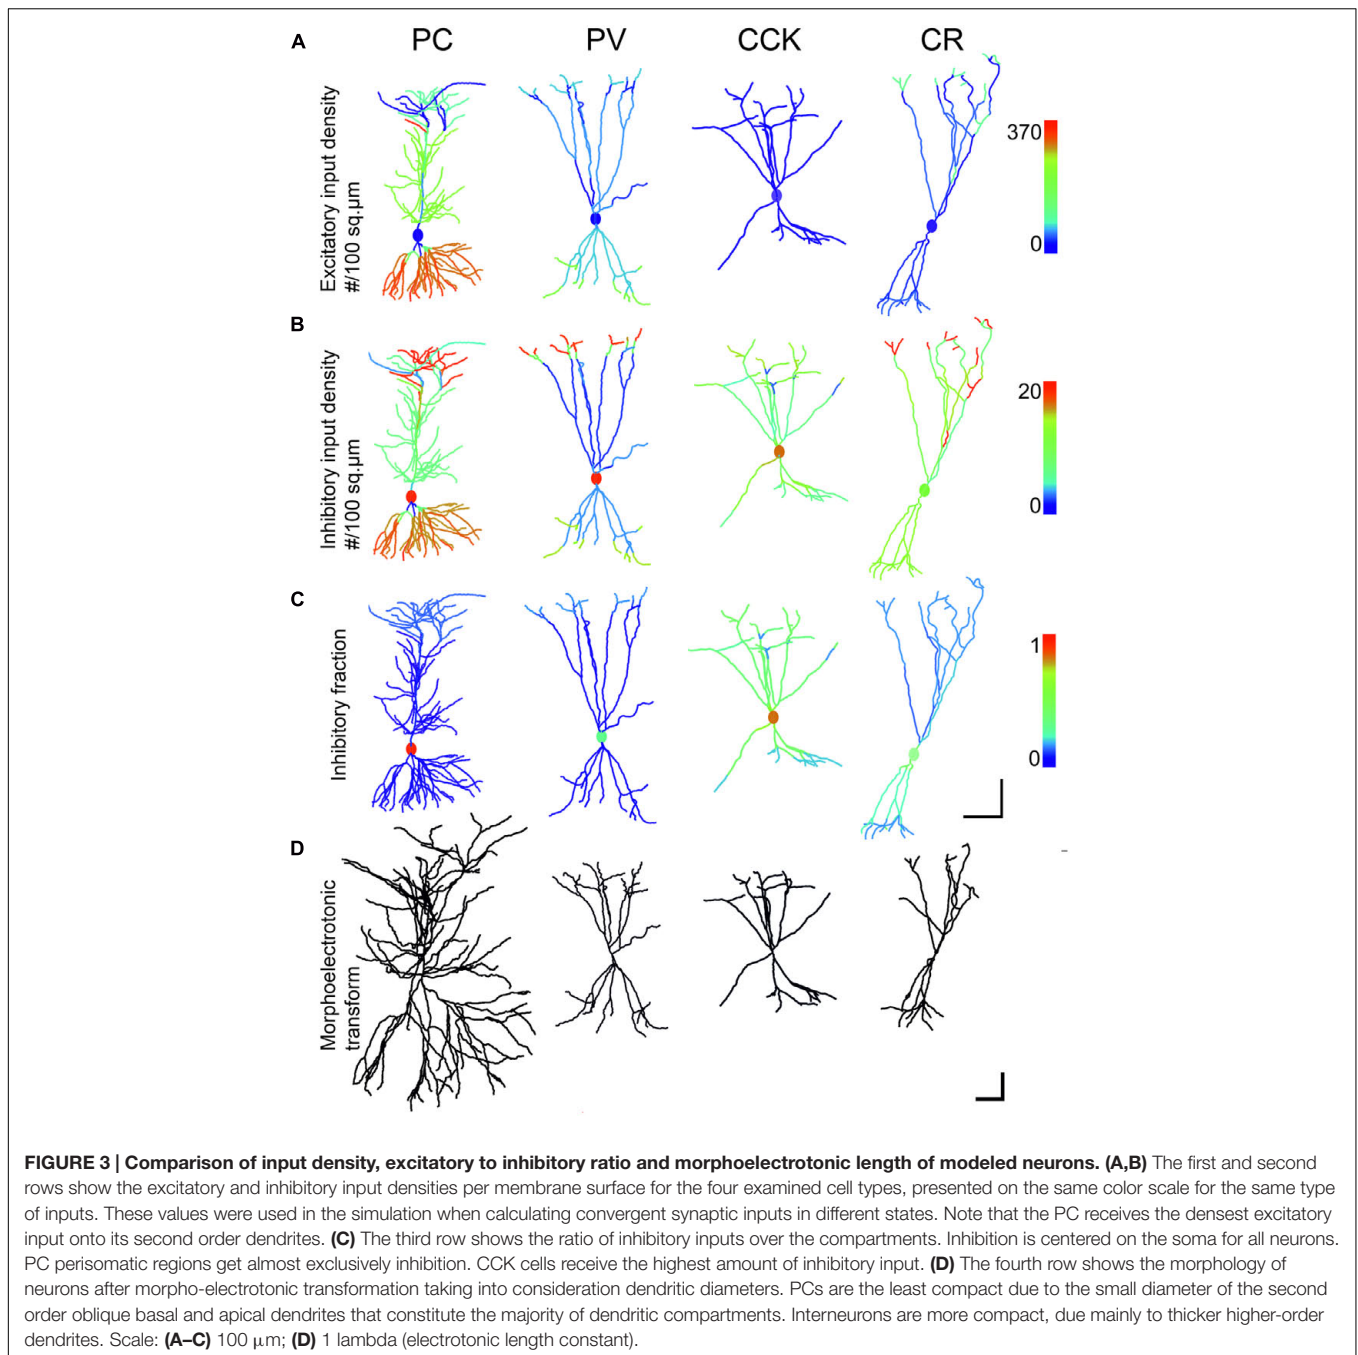 A
PC
PV
CCK
CR
Excitatory input density
#/100 sq.µm
370
0
B
Inhibitory input density
#/100 sq.µm
20
0
C
Inhibitory fraction
1
0
D
Morphoelectrotonic
transform
FIGURE 3 | Comparison of input density, excitatory to inhibitory ratio and morphoelectrotonic length of modeled neurons. (A,B) The first and second
rows show the excitatory and inhibitory input densities per membrane surface for the four examined cell types, presented on the same color scale for the same type
of inputs. These values were used in the simulation when calculating convergent synaptic inputs in different states. Note that the PC receives the densest excitatory
input onto its second order dendrites. (C) The third row shows the ratio of inhibitory inputs over the compartments. Inhibition is centered on the soma for all neurons.
PC perisomatic regions get almost exclusively inhibition. CCK cells receive the highest amount of inhibitory input. (D) The fourth row shows the morphology of
neurons after morpho-electrotonic transformation taking into consideration dendritic diameters. PCs are the least compact due to the small diameter of the second
order oblique basal and apical dendrites that constitute the majority of dendritic compartments. Interneurons are more compact, due mainly to thicker higher-order
dendrites. Scale: (A–C) 100 µm; (D) 1 lambda (electrotonic length constant).